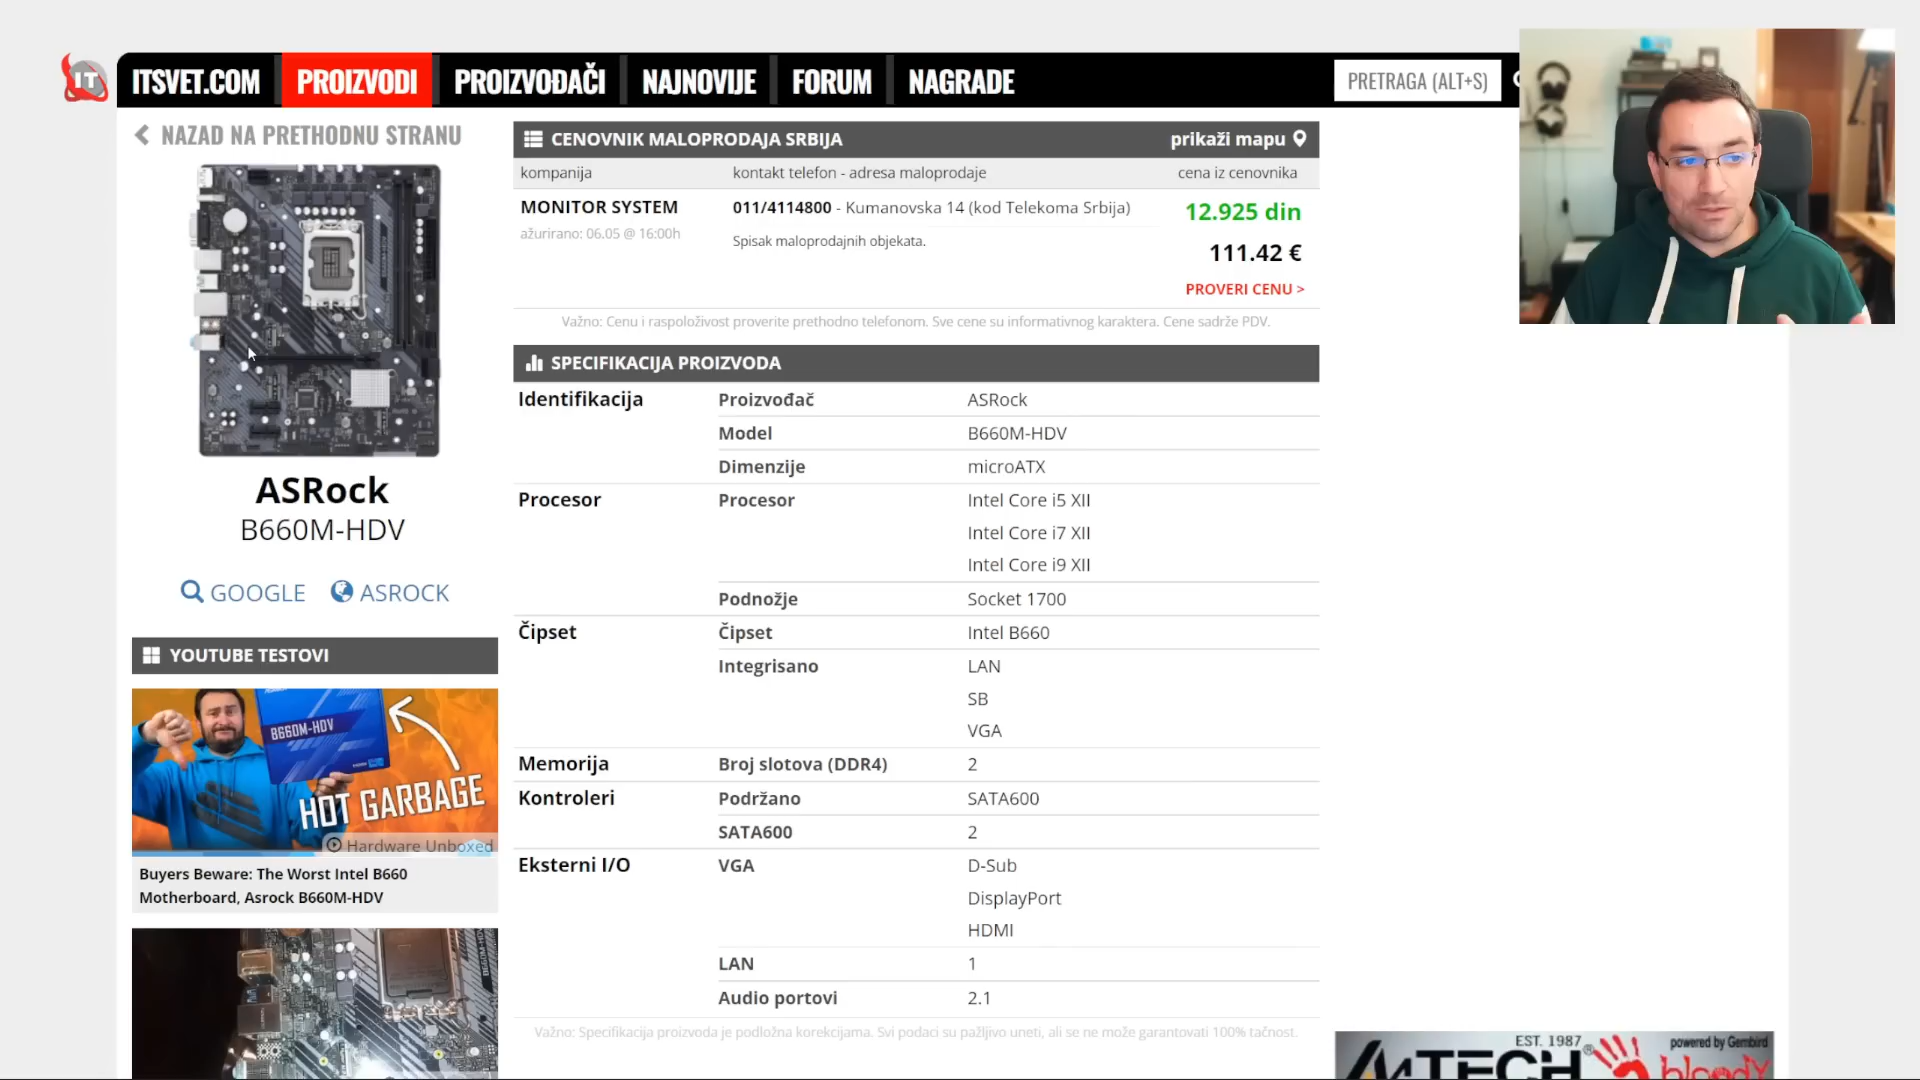 IT
ITSVET.COM
PROIZVODI
PROIZVOĐAČI
NAJNOVIJE
FORUM
NAGRADE
PRETRAGA (ALT+S)
NAZAD NA PRETHODNU STRANU
ASRock
B660M-HDV
GOOGLE
ASROCK
YOUTUBE TESTOVI
B660M-HDV
HOT GARBAGE
Hardware Unboxed
Buyers Beware: The Worst Intel B660
Motherboard, Asrock B660M-HDV
CENOVNIK MALOPRODAJA SRBIJA
prikaži mapu
kompanija kontakt telefon - adresa maloprodaje cena iz cenovnika
MONITOR SYSTEM 011/4114800 - Kumanovska 14 (kod Telekoma Srbija) 12.925 din
ažurirano: 06.05 @ 16:00h Spisak maloprodajnih objekata. 111.42 €
PROVERI CENU >
Važno: Cenu i raspoloživost proverite prethodno telefonom. Sve cene su informativnog karaktera. Cene sadrže PDV.
SPECIFIKACIJA PROIZVODA
Identifikacija Proizvođač ASRock
Model B660M-HDV
Dimenzije microATX
Procesor Procesor Intel Core i5 XII
Intel Core i7 XII
Intel Core i9 XII
Podnožje Socket 1700
Čipset Čipset Intel B660
Integrisano LAN
SB
VGA
Memorija Broj slotova (DDR4) 2
Kontroleri Podržano SATA600
SATA600 2
Eksterni I/O VGA D-Sub
DisplayPort
HDMI
LAN 1
Audio portovi 2.1
Važno: Specifikacija proizvoda je podložna korekcijama. Svi podaci su pažljivo uneti, ali se ne može garantovati 100% tačnost.
EST. 1987
A4TECH®
powered by Gembird
bloody